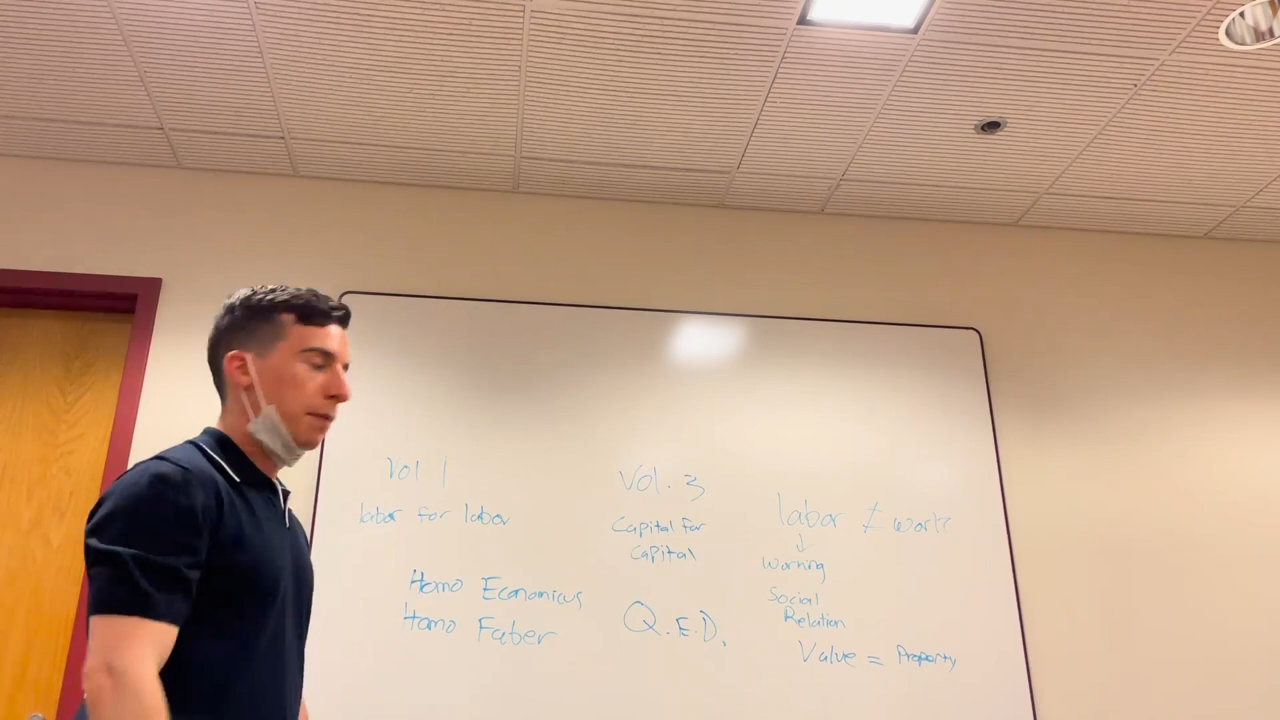 Vol 1
labor for labor
Homo Economicus
Homo Faber
Vol. 3
Capital for
Capital
Q.E.D.
labor ≠ work
↓
Working
Social
Relation
Value = Property